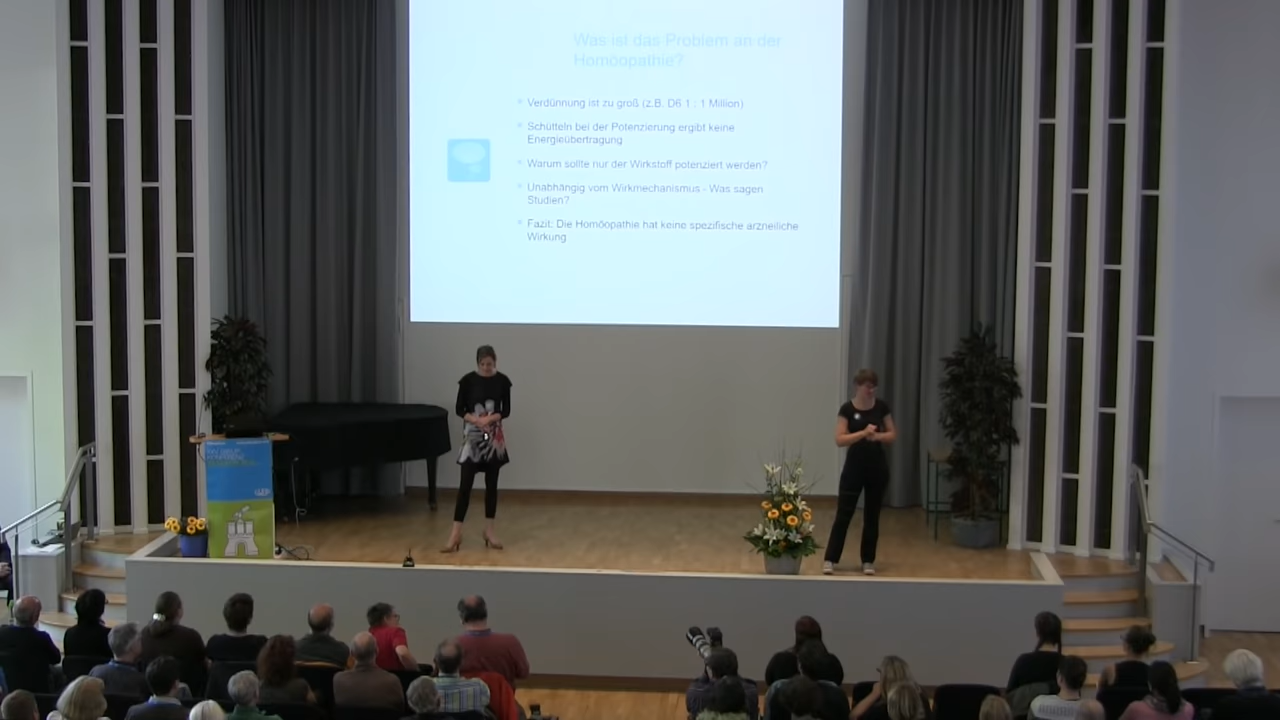 Was ist das Problem an der
Homöopathie?
Verdünnung ist zu groß (z.B. D6 1 : 1 Million)
Schütteln bei der Potenzierung ergibt keine
Energieübertragung
Warum sollte nur der Wirkstoff potenziert werden?
Unabhängig vom Wirkmechanismus - Was sagen
Studien?
Fazit: Die Homöopathie hat keine spezifische arzneiliche
Wirkung